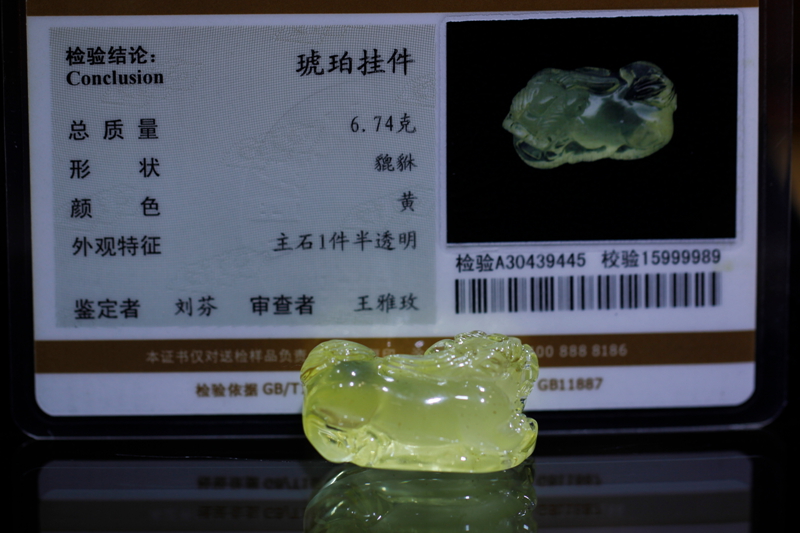 检验结论：
Conclusion
琥珀挂件
总质量 6.74克
形状 貔貅
颜色 黄
外观特征 主石1件半透明
鉴定者 刘芬 审查者 王雅玫
检验A30439445 校验15999989
本证书仅对送检样品负责 00 888 8186
检验依据 GB/T GB11887